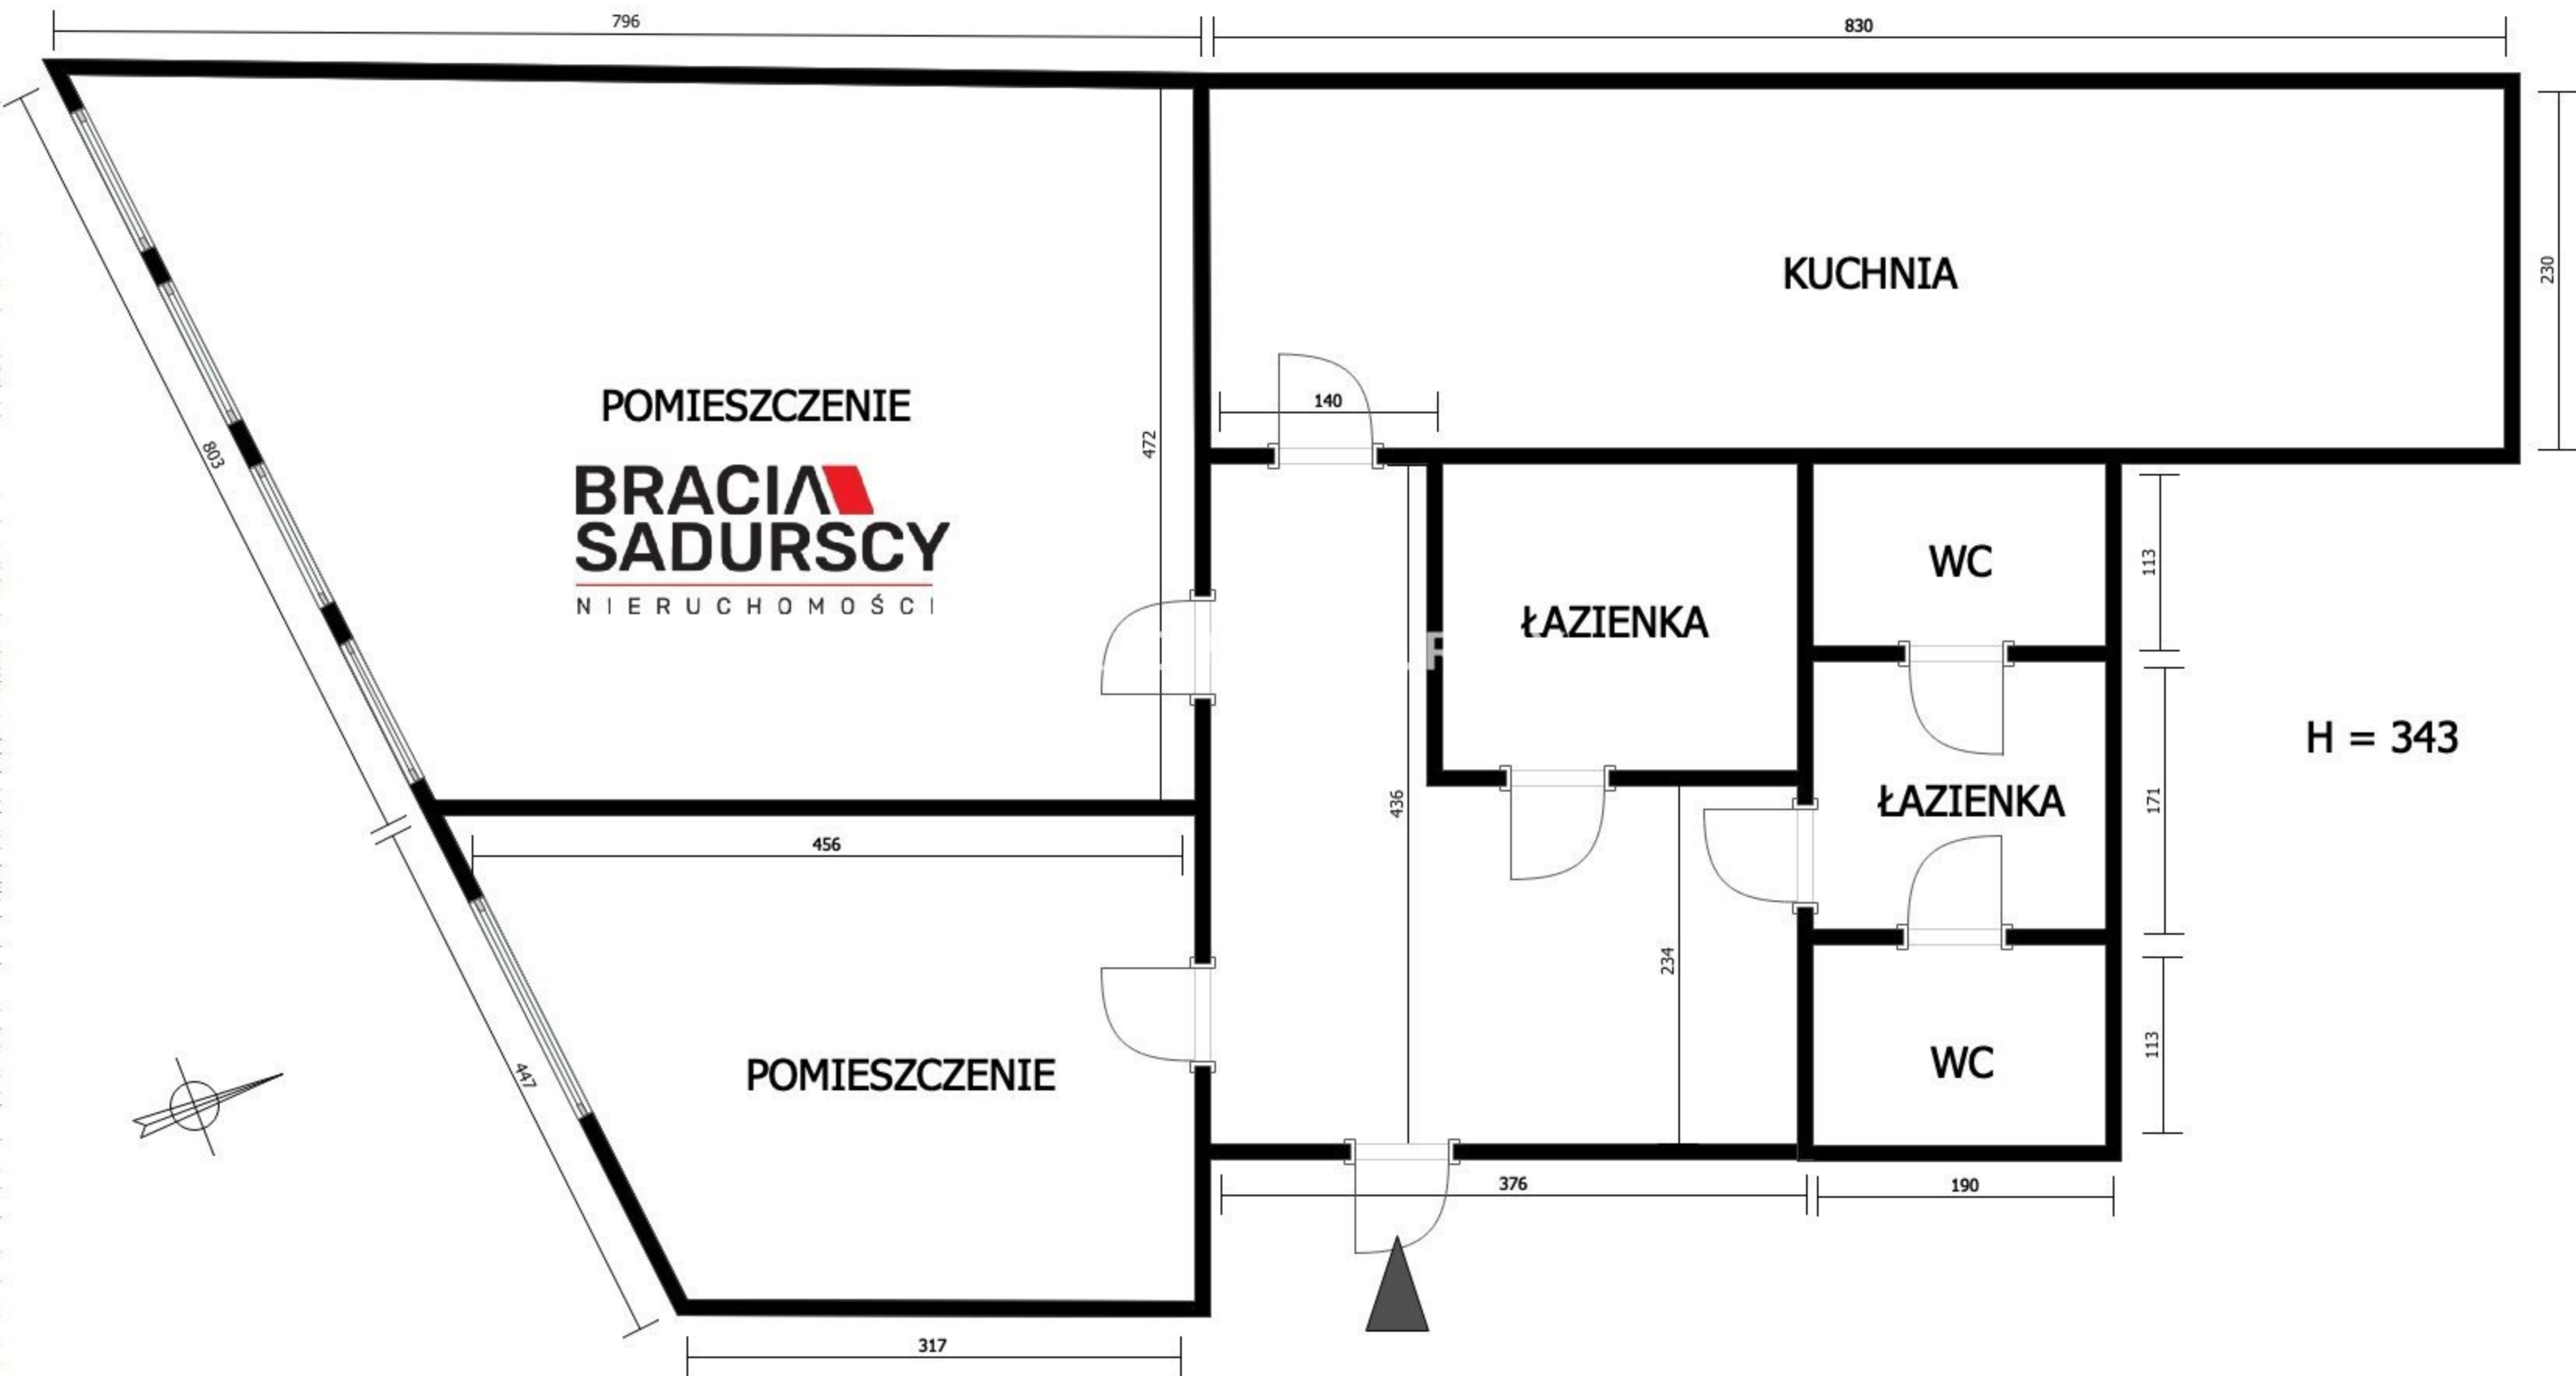 796
830
KUCHNIA
230
140
POMIESZCZENIE
472
803
BRACIA
SADURSCY
NIERUCHOMOŚCI
WC
113
ŁAZIENKA
H = 343
436
ŁAZIENKA
171
456
234
WC
113
POMIESZCZENIE
447
376
190
317